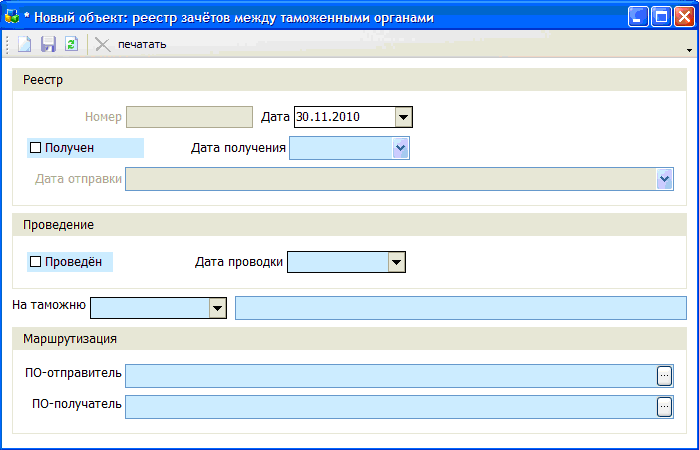 * Новый объект: реестр зачётов между таможенными органами
печатать
Реестр
Номер Дата 30.11.2010
Получен Дата получения
Дата отправки
Проведение
Проведён Дата проводки
На таможню
Маршрутизация
ПО-отправитель ...
ПО-получатель ...